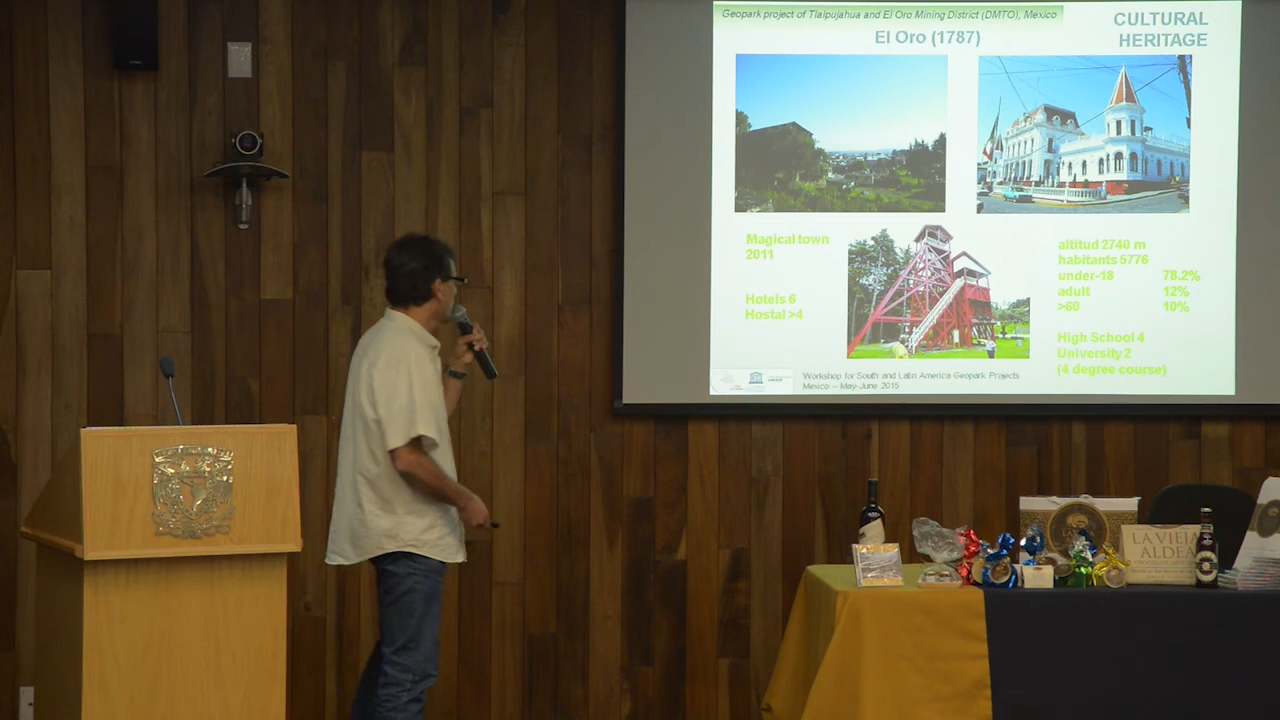 Geopark project of Tlalpujahua and El Oro Mining District (DMTO), Mexico
CULTURAL
HERITAGE
El Oro (1787)
Magical town
2011
Hotels 6
Hostal >4
altitud 2740 m
habitants 5776
under-18 78.2%
adult 12%
>60 10%
High School 4
University 2
(4 degree course)
Workshop for South and Latin America Geopark Projects
Mexico – May-June 2015
LA VIEJA
ALDEA